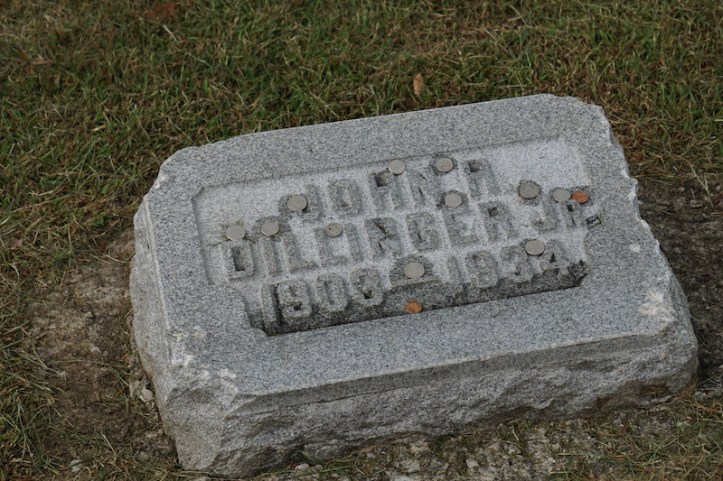 JOHN H.
DILLINGER JR.
1903 1934